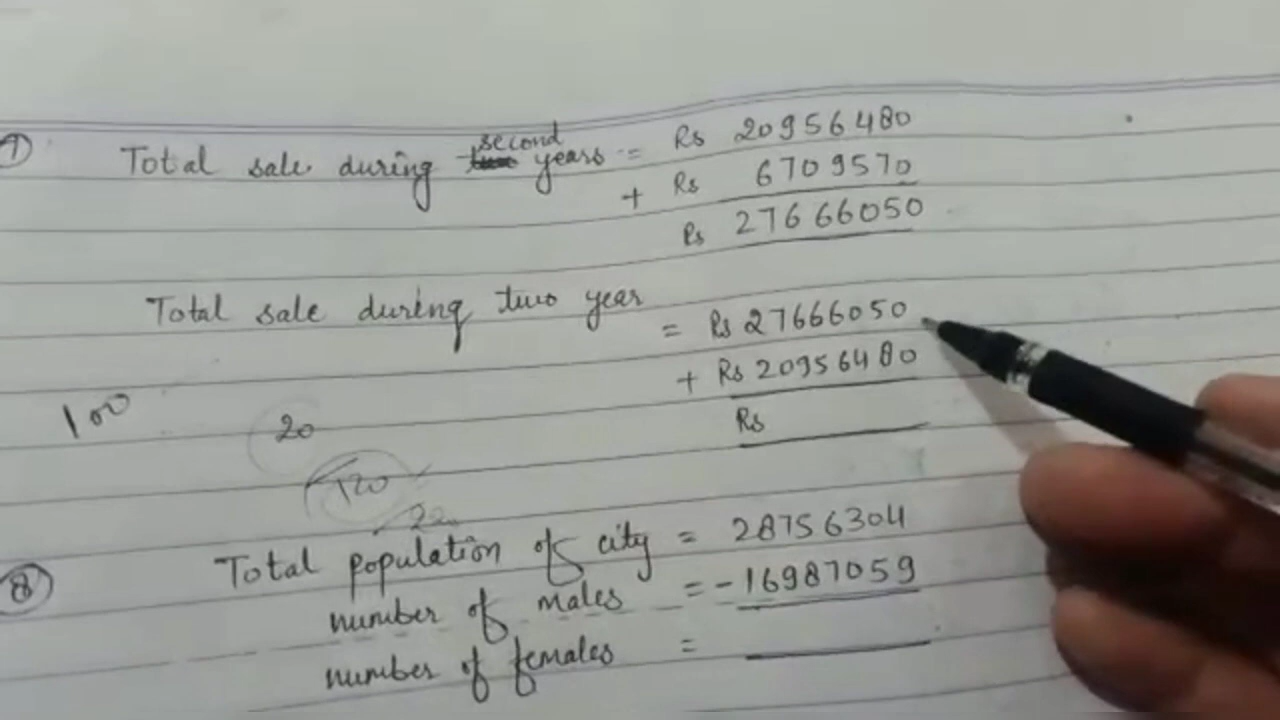 7 Total sale during second years = Rs 20956480
+ Rs 6709570
Rs 27666050
Total sale during two year
= Rs 27666050
+ Rs 20956480
Rs
100
20
120
8 Total population of city = 28756304
number of males = - 16987059
number of females =